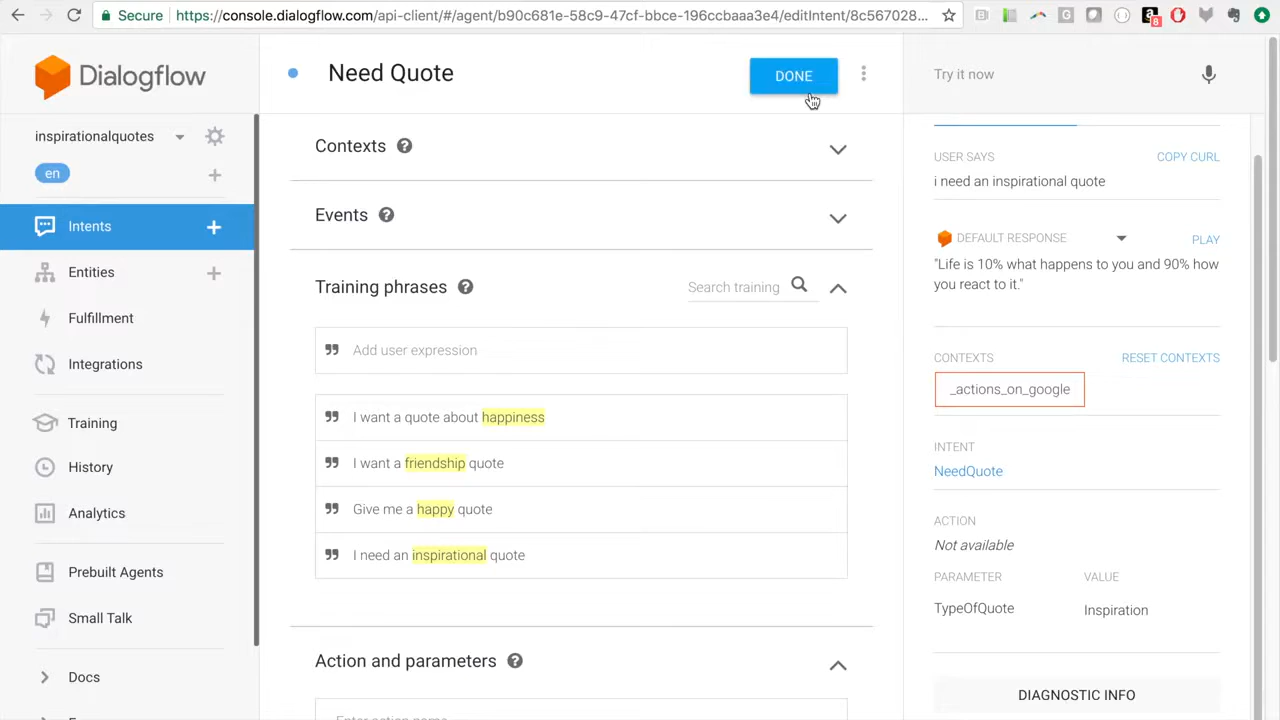 Secure
https://console.dialogflow.com/api-client/#/agent/b90c681e-58c9-47cf-bbce-196ccbaaa3e4/editIntent/8c567028...
8
Dialogflow
inspirationalquotes
en
Intents
Entities
Fulfillment
Integrations
Training
History
Analytics
Prebuilt Agents
Small Talk
Docs
Need Quote
DONE
Contexts
Events
Training phrases
Search training
Add user expression
I want a quote about happiness
I want a friendship quote
Give me a happy quote
I need an inspirational quote
Action and parameters
Enter action name
Try it now
USER SAYS
COPY CURL
i need an inspirational quote
DEFAULT RESPONSE
PLAY
"Life is 10% what happens to you and 90% how
you react to it."
CONTEXTS
RESET CONTEXTS
_actions_on_google
INTENT
NeedQuote
ACTION
Not available
PARAMETER
VALUE
TypeOfQuote
Inspiration
DIAGNOSTIC INFO